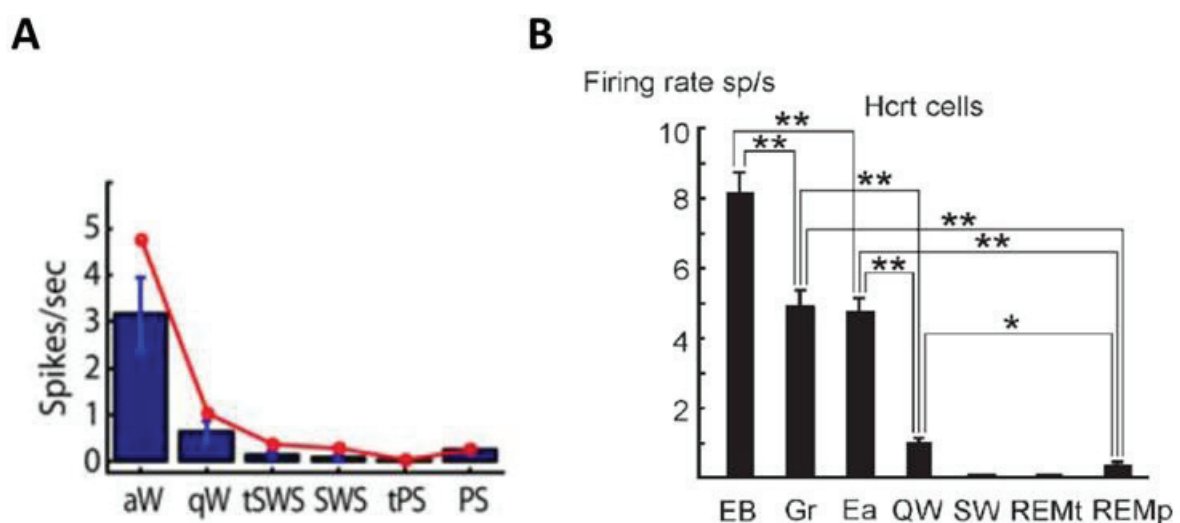 A
Spikes/sec
5
4
3
2
1
0
aW qW tSWS SWS tPS PS
B
Firing rate sp/s
Hcrt cells
10
8
6
4
2
**
**
**
**
**
**
*
EB Gr Ea QW SW REMt REMp